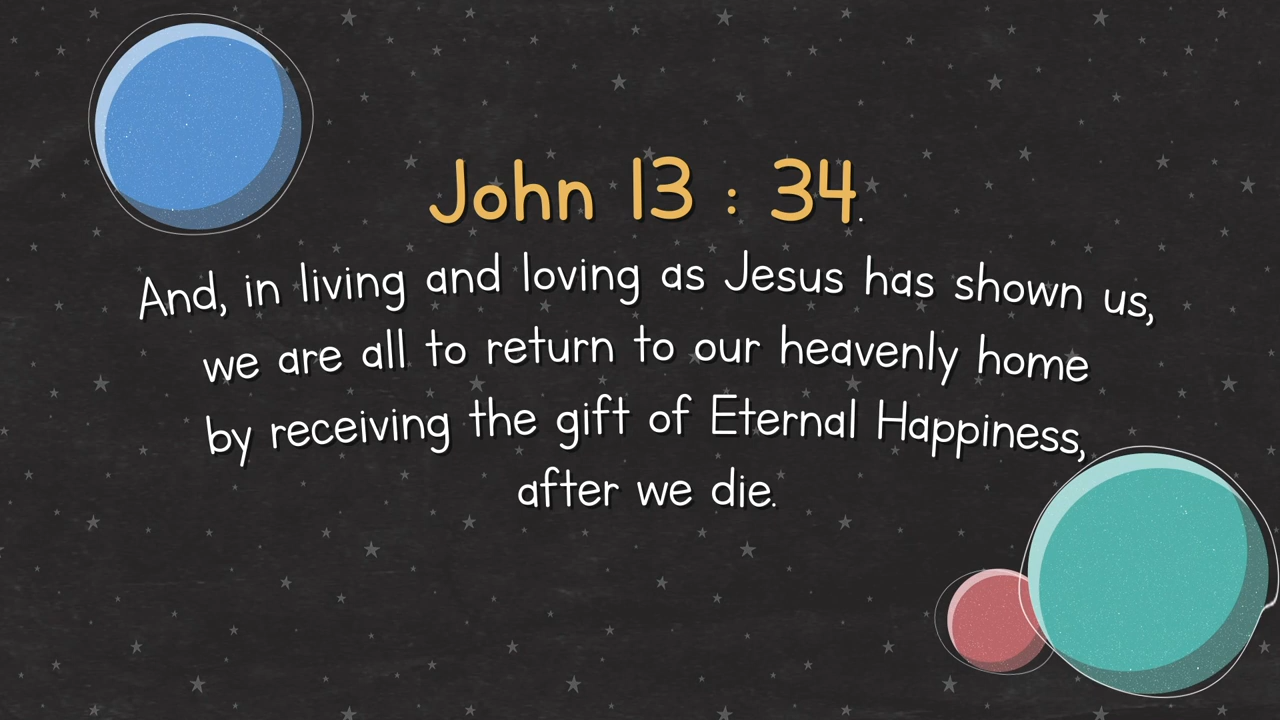 John 13 : 34.
And, in living and loving as Jesus has shown us,
we are all to return to our heavenly home
by receiving the gift of Eternal Happiness,
after we die.